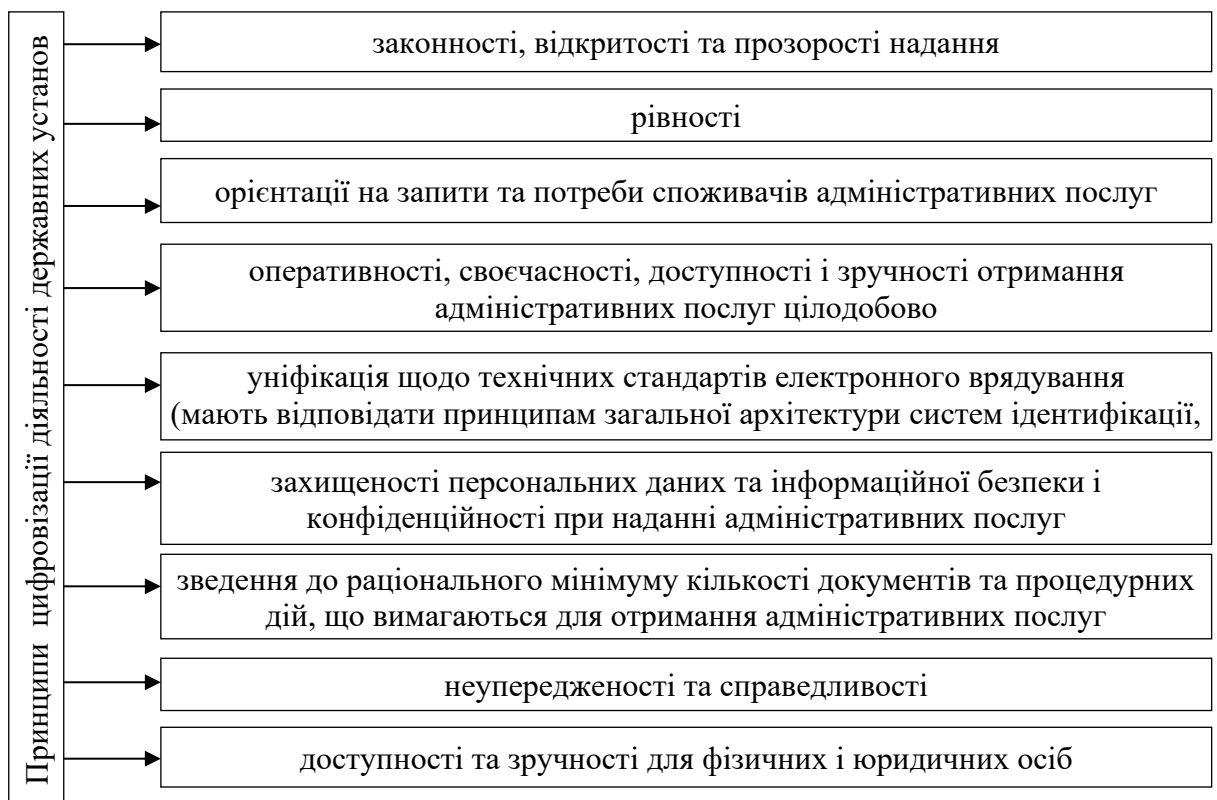 Принципи цифровізації діяльності державних установ
законності, відкритості та прозорості надання
рівності
орієнтації на запити та потреби споживачів адміністративних послуг
оперативності, своєчасності, доступності і зручності отримання
адміністративних послуг цілодобово
уніфікація щодо технічних стандартів електронного врядування
(мають відповідати принципам загальної архітектури систем ідентифікації,
захищеності персональних даних та інформаційної безпеки і
конфіденційності при наданні адміністративних послуг
зведення до раціонального мінімуму кількості документів та процедурних
дій, що вимагаються для отримання адміністративних послуг
неупередженості та справедливості
доступності та зручності для фізичних і юридичних осіб